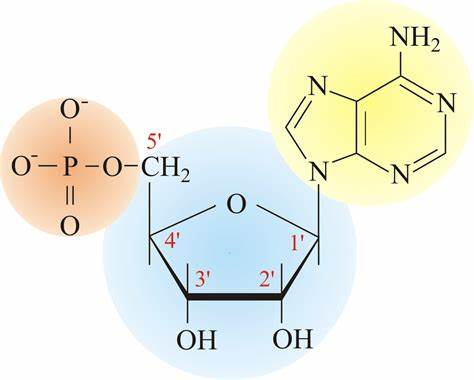 NH₂
N
N
N
N
O⁻
5'
O⁻
P
O
CH₂
O
O
4'
1'
3'
2'
OH
OH